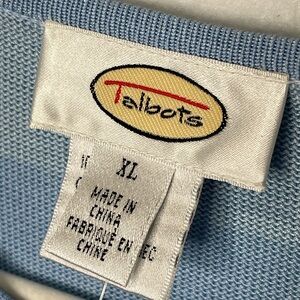 Talbots
XL
MADE IN
CHINA
FABRIQUE EN
CHINE